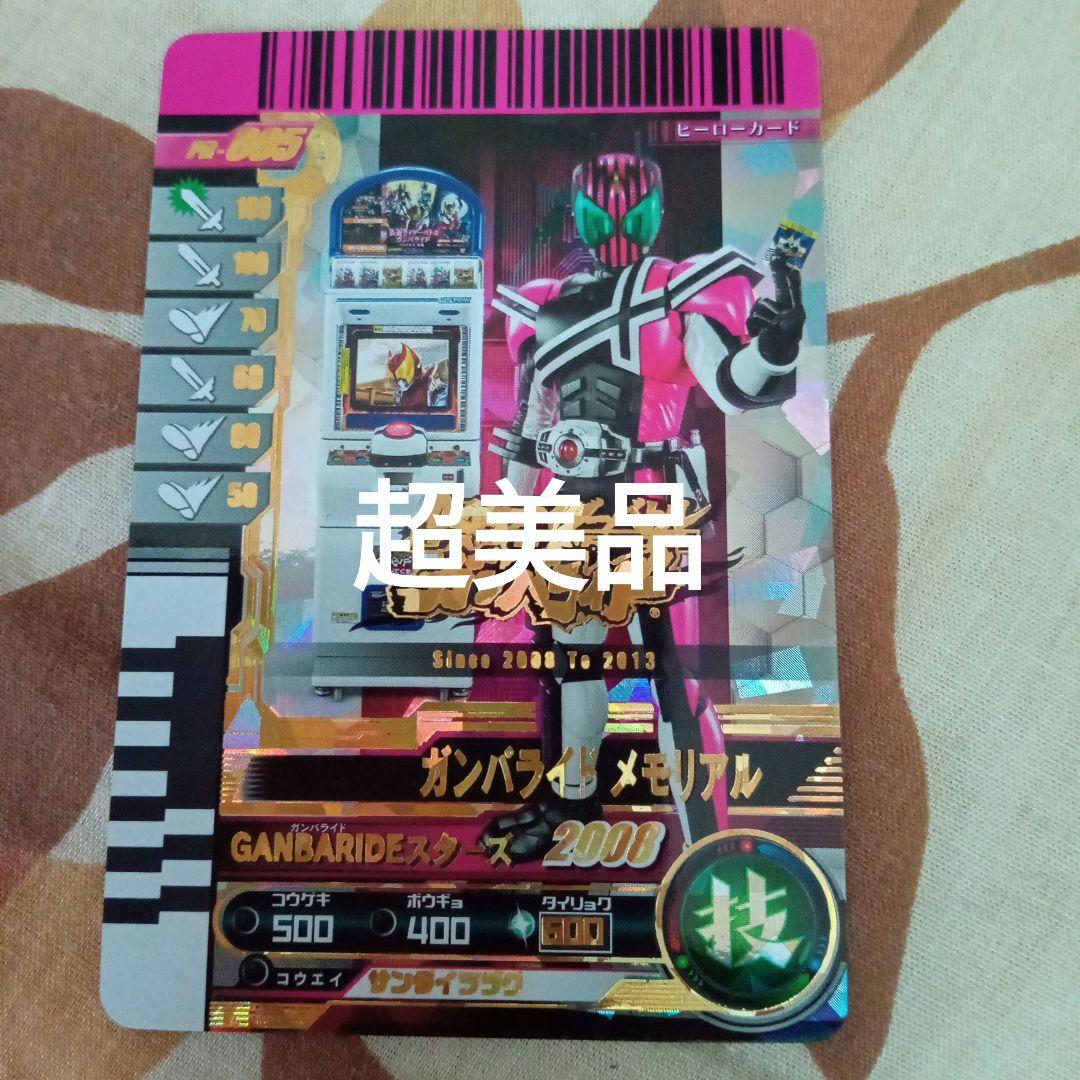 ヒーローカード
PR-005
100
100
70
60
60
50
超美品
Since 2008 To 2013
ガンバライド メモリアル
ガンバライド
GANBARIDEスターズ 2008
コウゲキ
500
ボウギョ
400
タイリョク
600
技
コウエイ